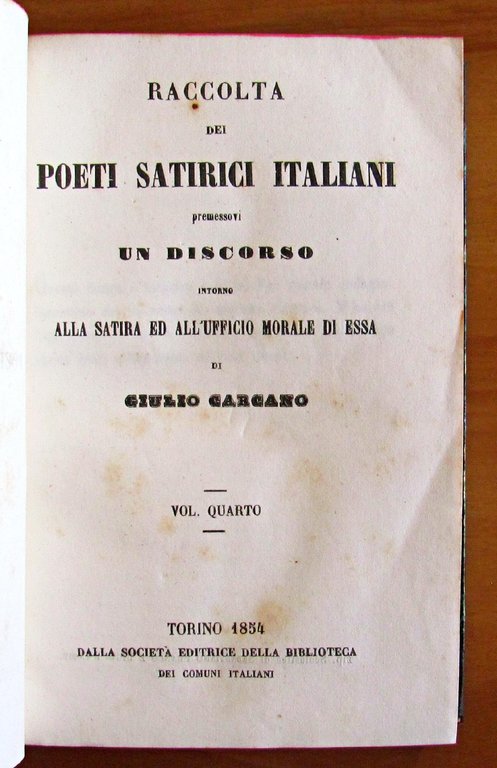 RACCOLTA
DEI
POETI SATIRICI ITALIANI
premessovi
UN DISCORSO
INTORNO
ALLA SATIRA ED ALL'UFFICIO MORALE DI ESSA
DI
GIULIO CARCANO
VOL. QUARTO
TORINO 1854
DALLA SOCIETÀ EDITRICE DELLA BIBLIOTECA
DEI COMUNI ITALIANI